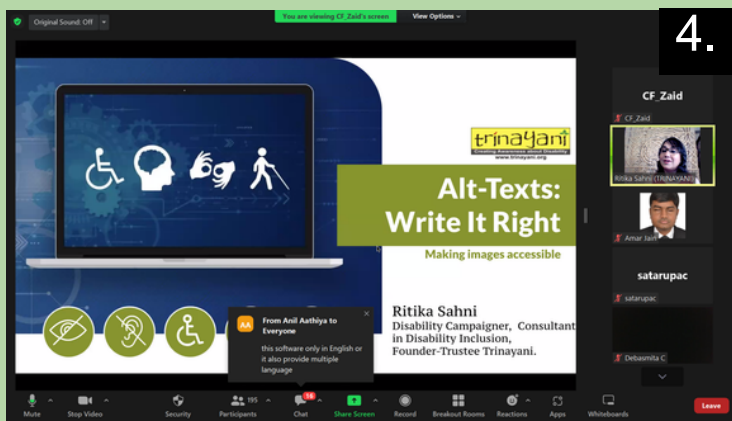 4.
Original Sound: Off
You are viewing CF_Zaid's screen
View Options
trinayani
Creating Awareness about Disability
www.trinayani.org
Alt-Texts:
Write It Right
Making images accessible
Ritika Sahni
Disability Campaigner, Consultant
in Disability Inclusion,
Founder-Trustee Trinayani.
AA
From Anil Aathiya to
Everyone
this software only in English or
it also provide multiple
language
CF_Zaid
CF_Zaid
Ritika Sahni (TRINAYANI)
Amar Jain
satarupac
satarupac
Debasmita C
Mute
Stop Video
Security
195
Participants
16
Chat
Share Screen
Record
Breakout Rooms
Reactions
Apps
Whiteboards
Leave